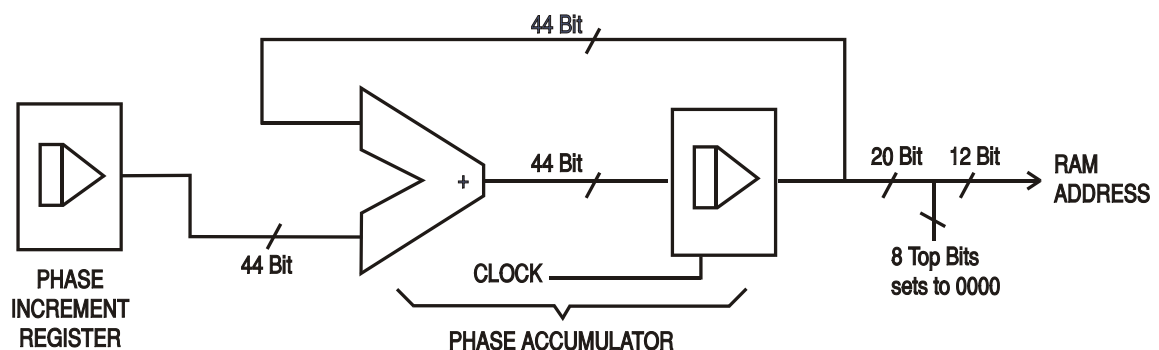 44 Bit
44 Bit
20 Bit 12 Bit
RAM
ADDRESS
+
44 Bit
CLOCK
8 Top Bits
sets to 0000
PHASE
INCREMENT
REGISTER
PHASE ACCUMULATOR